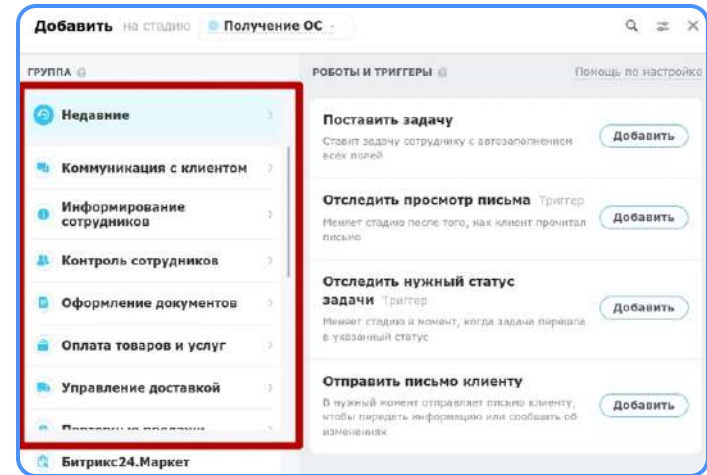 Добавить на стадию Получение ОС
ГРУППА
Недавние
Коммуникация с клиентом
Информирование
сотрудников
Контроль сотрудников
Оформление документов
Оплата товаров и услуг
Управление доставкой
Повторные продажи
Битрикс24.Маркет
РОБОТЫ И ТРИГГЕРЫ
Помощь по настройке
Поставить задачу
Ставит задачу сотруднику с автозаполнением
всех полей
Добавить
Отследить просмотр письма Триггер
Меняет стадию после того, как клиент прочитал
письмо
Добавить
Отследить нужный статус
задачи Триггер
Меняет стадию в момент, когда задача перешла
в указанный статус
Добавить
Отправить письмо клиенту
В нужный момент отправляет письмо клиенту,
чтобы передать информацию или сообщить об
изменениях
Добавить